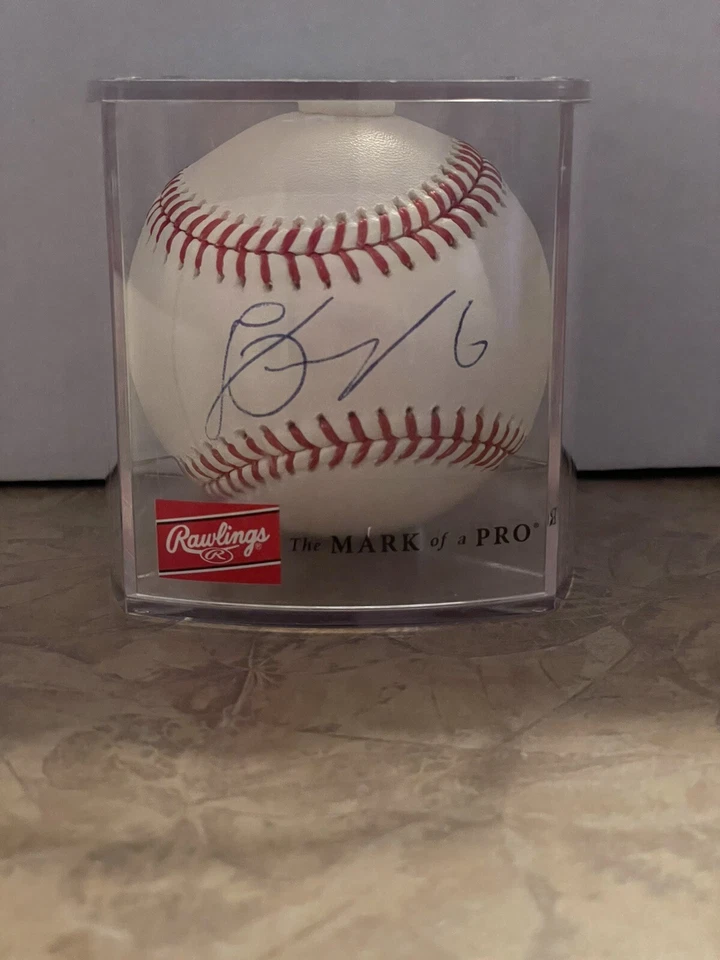 6
Rawlings®
R
The MARK of a PRO®